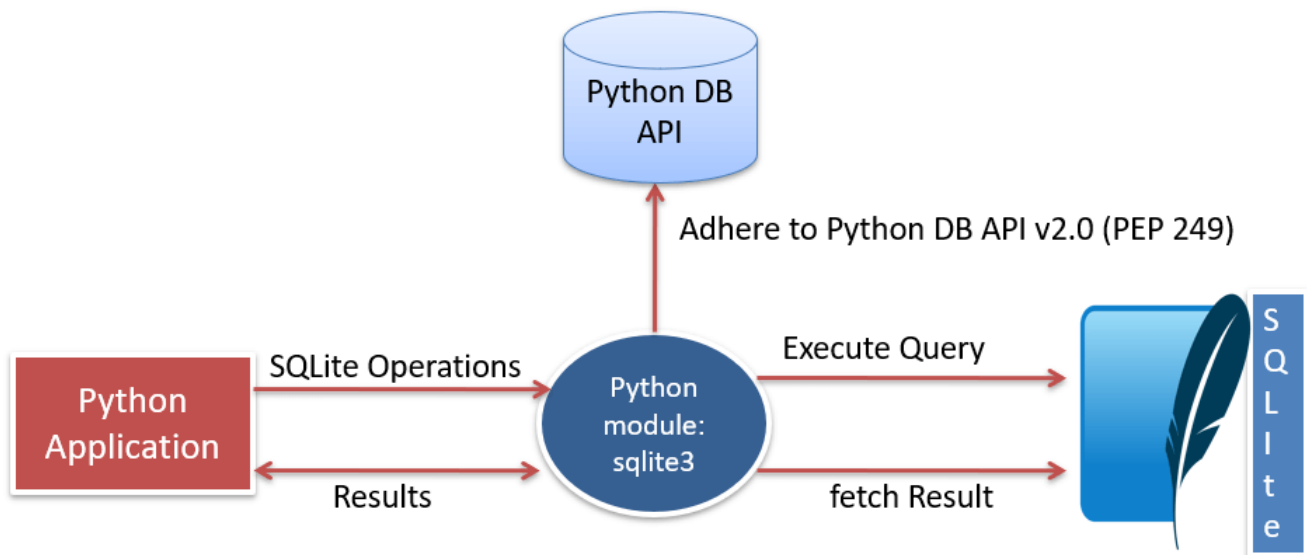 Python DB
API
Adhere to Python DB API v2.0 (PEP 249)
SQLite Operations
Execute Query
Python
Application
Python
module:
sqlite3
Results
fetch Result
S
Q
L
I
t
e